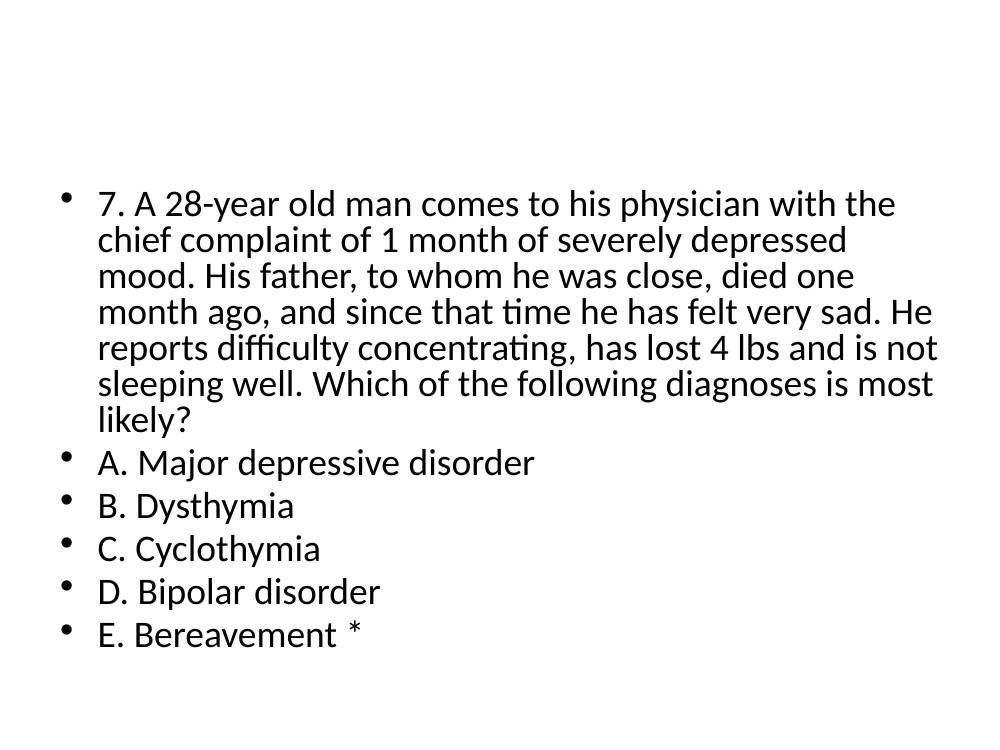 • 7. A 28-year old man comes to his physician with the
chief complaint of 1 month of severely depressed
mood. His father, to whom he was close, died one
month ago, and since that time he has felt very sad. He
reports difficulty concentrating, has lost 4 lbs and is not
sleeping well. Which of the following diagnoses is most
likely?
• A. Major depressive disorder
• B. Dysthymia
• C. Cyclothymia
• D. Bipolar disorder
• E. Bereavement *